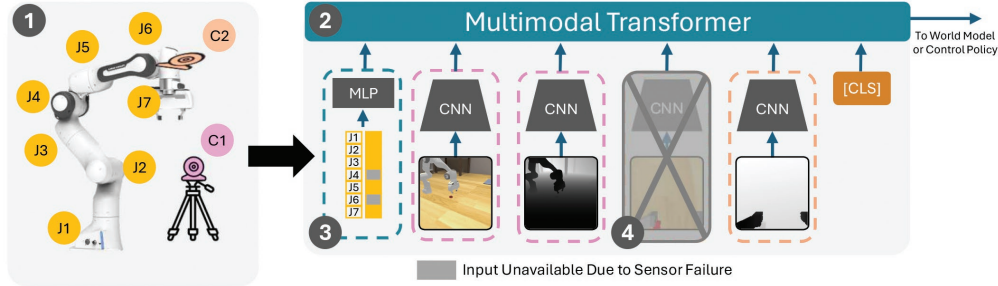 1
J6
C2
J5
J4
J7
J3
C1
J2
J1
2
Multimodal Transformer
To World Model
or Control Policy
MLP
CNN
CNN
CNN
CNN
[CLS]
J1
J2
J3
J4
J5
J6
J7
3
4
Input Unavailable Due to Sensor Failure